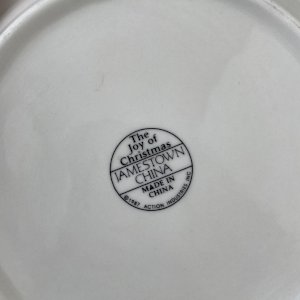 The
Joy of
Christmas
JAMESTOWN
CHINA
MADE IN
CHINA
©1987 ACTION INDUSTRIES, INC.